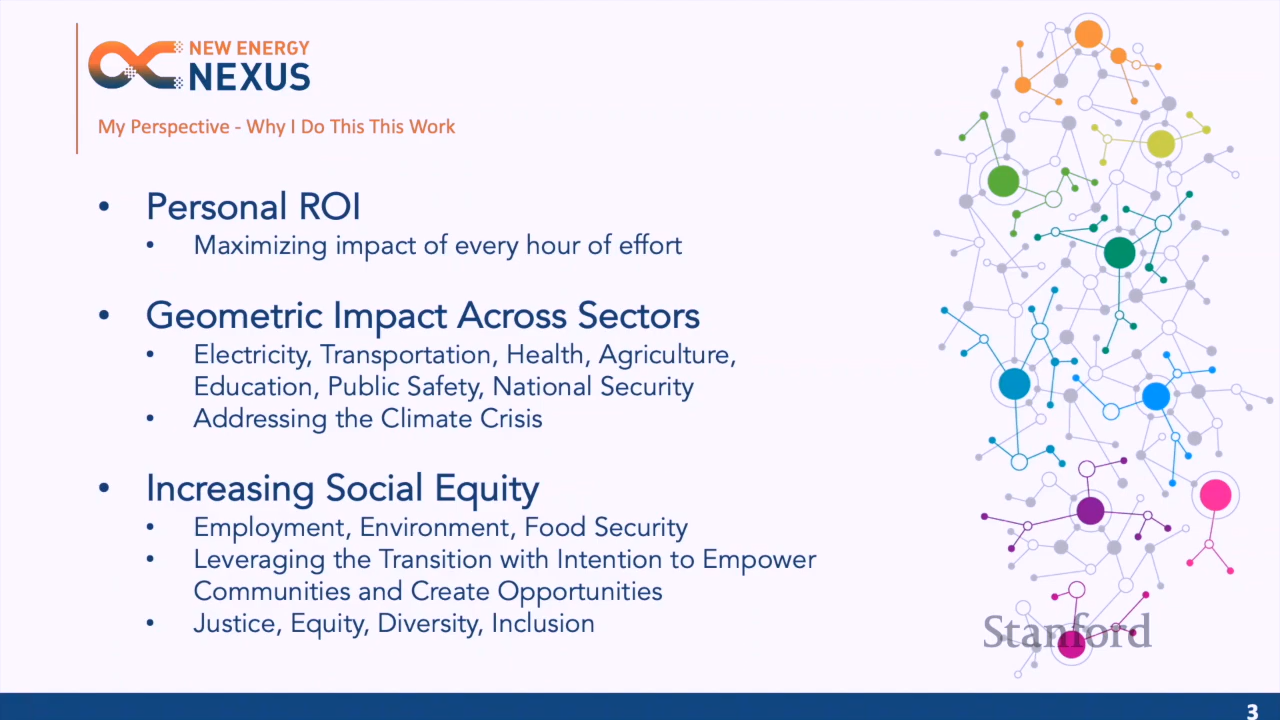 NEW ENERGY
NEXUS
My Perspective - Why I Do This This Work
• Personal ROI
• Maximizing impact of every hour of effort
• Geometric Impact Across Sectors
• Electricity, Transportation, Health, Agriculture,
Education, Public Safety, National Security
• Addressing the Climate Crisis
• Increasing Social Equity
• Employment, Environment, Food Security
• Leveraging the Transition with Intention to Empower
Communities and Create Opportunities
• Justice, Equity, Diversity, Inclusion
Stanford
3